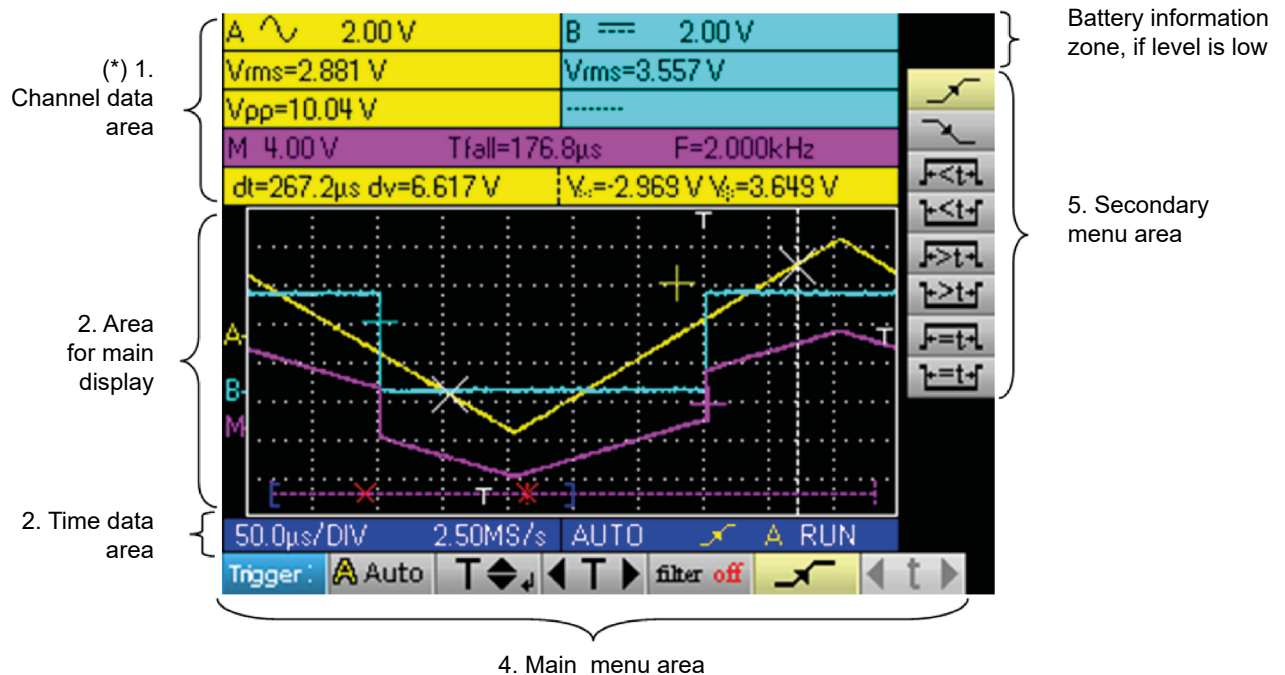 (*) 1.
Channel data
area
2. Area
for main
display
2. Time data
area
A 2.00 V
B 2.00 V
Vrms=2.881 V
Vrms=3.557 V
Vpp=10.04 V
--------
M 4.00 V Tfall=176.8µs F=2.000kHz
dt=267.2µs dv=6.617 V
=-2.969 V =3.649 V
T
A
T
B
M
T
50.0µs/DIV 2.50MS/s AUTO A RUN
Trigger: A Auto T T filter off t
<t
<t
>t
>t
=t
=t
Battery information
zone, if level is low
5. Secondary
menu area
4. Main menu area